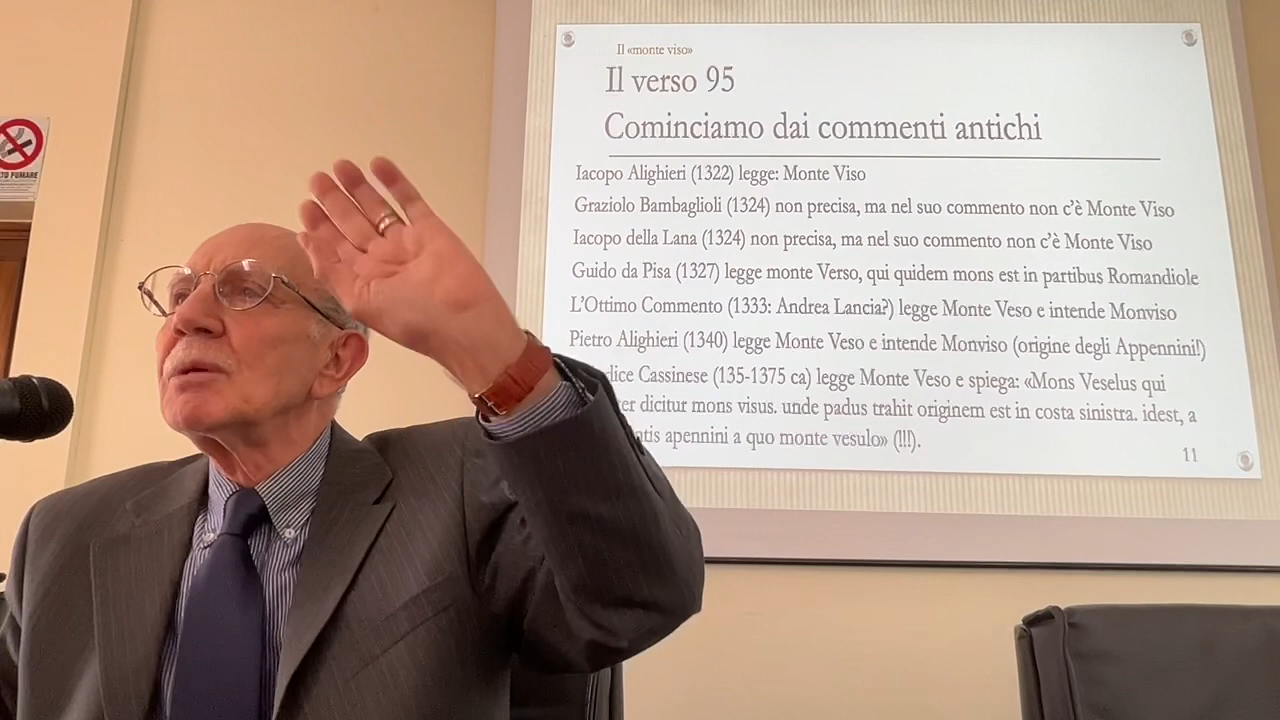 Il «monte viso»
Il verso 95
Cominciamo dai commenti antichi
Iacopo Alighieri (1322) legge: Monte Viso
Graziolo Bambaglioli (1324) non precisa, ma nel suo commento non c'è Monte Viso
Iacopo della Lana (1324) non precisa, ma nel suo commento non c'è Monte Viso
Guido da Pisa (1327) legge monte Verso, qui quidem mons est in partibus Romandiole
L'Ottimo Commento (1333: Andrea Lancia?) legge Monte Veso e intende Monviso
Pietro Alighieri (1340) legge Monte Veso e intende Monviso (origine degli Appennini!)
Cassinese (135-1375 ca) legge Monte Veso e spiega: «Mons Veselus qui
dicitur mons visus. unde padus trahit originem est in costa sinistra. idest, a
apennini a quo monte vesulo» (!!!).
11
FUMARE